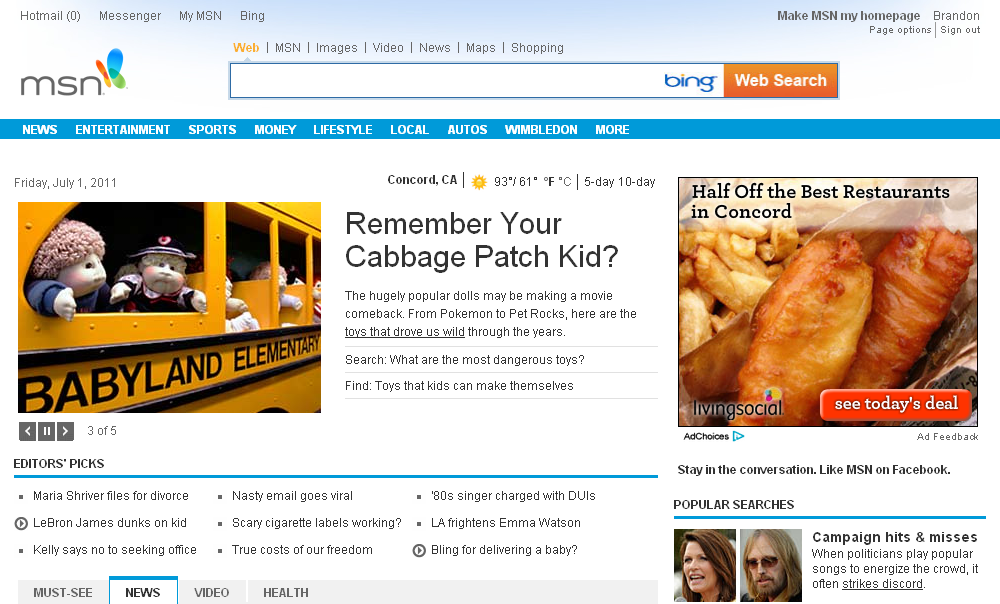 Hotmail (0) Messenger My MSN Bing
Make MSN my homepage Brandon
Page options | Sign out
Web | MSN | Images | Video | News | Maps | Shopping
msn
bing Web Search
NEWS ENTERTAINMENT SPORTS MONEY LIFESTYLE LOCAL AUTOS WIMBLEDON MORE
Friday, July 1, 2011
Concord, CA | 93°/ 61° °F °C | 5-day 10-day
BABYLAND ELEMENTARY
3 of 5
Remember Your
Cabbage Patch Kid?
The hugely popular dolls may be making a movie
comeback. From Pokemon to Pet Rocks, here are the
toys that drove us wild through the years.
Search: What are the most dangerous toys?
Find: Toys that kids can make themselves
Half Off the Best Restaurants
in Concord
livingsocial
see today's deal
AdChoices
Ad Feedback
Stay in the conversation. Like MSN on Facebook.
EDITORS' PICKS
Maria Shriver files for divorce
LeBron James dunks on kid
Kelly says no to seeking office
Nasty email goes viral
Scary cigarette labels working?
True costs of our freedom
'80s singer charged with DUIs
LA frightens Emma Watson
Bling for delivering a baby?
POPULAR SEARCHES
Campaign hits & misses
When politicians play popular
songs to energize the crowd, it
often strikes discord.
MUST-SEE NEWS VIDEO HEALTH